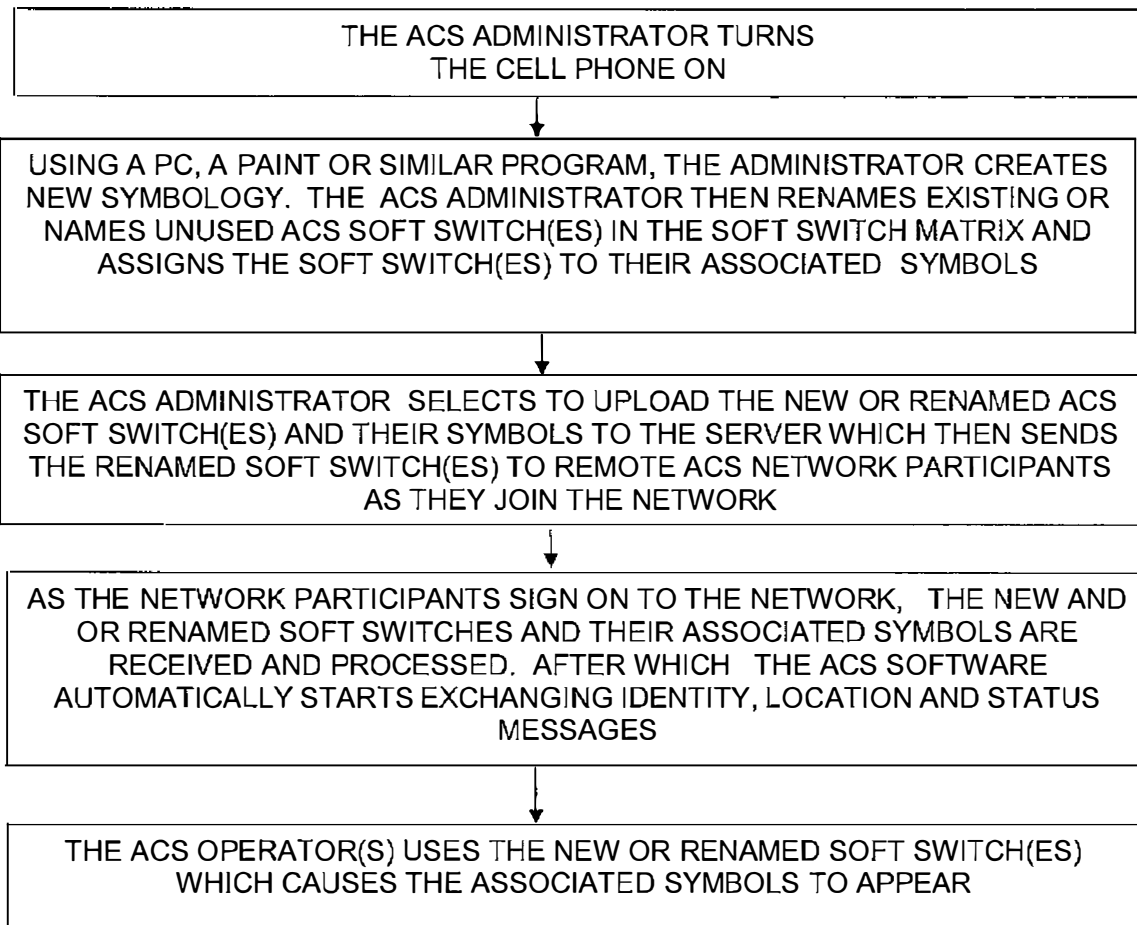 THE ACS ADMINISTRATOR TURNS
THE CELL PHONE ON
USING A PC, A PAINT OR SIMILAR PROGRAM, THE ADMINISTRATOR CREATES
NEW SYMBOLOGY. THE ACS ADMINISTRATOR THEN RENAMES EXISTING OR
NAMES UNUSED ACS SOFT SWITCH(ES) IN THE SOFT SWITCH MATRIX AND
ASSIGNS THE SOFT SWITCH(ES) TO THEIR ASSOCIATED SYMBOLS
THE ACS ADMINISTRATOR SELECTS TO UPLOAD THE NEW OR RENAMED ACS
SOFT SWITCH(ES) AND THEIR SYMBOLS TO THE SERVER WHICH THEN SENDS
THE RENAMED SOFT SWITCH(ES) TO REMOTE ACS NETWORK PARTICIPANTS
AS THEY JOIN THE NETWORK
AS THE NETWORK PARTICIPANTS SIGN ON TO THE NETWORK, THE NEW AND
OR RENAMED SOFT SWITCHES AND THEIR ASSOCIATED SYMBOLS ARE
RECEIVED AND PROCESSED. AFTER WHICH THE ACS SOFTWARE
AUTOMATICALLY STARTS EXCHANGING IDENTITY, LOCATION AND STATUS
MESSAGES
THE ACS OPERATOR(S) USES THE NEW OR RENAMED SOFT SWITCH(ES)
WHICH CAUSES THE ASSOCIATED SYMBOLS TO APPEAR